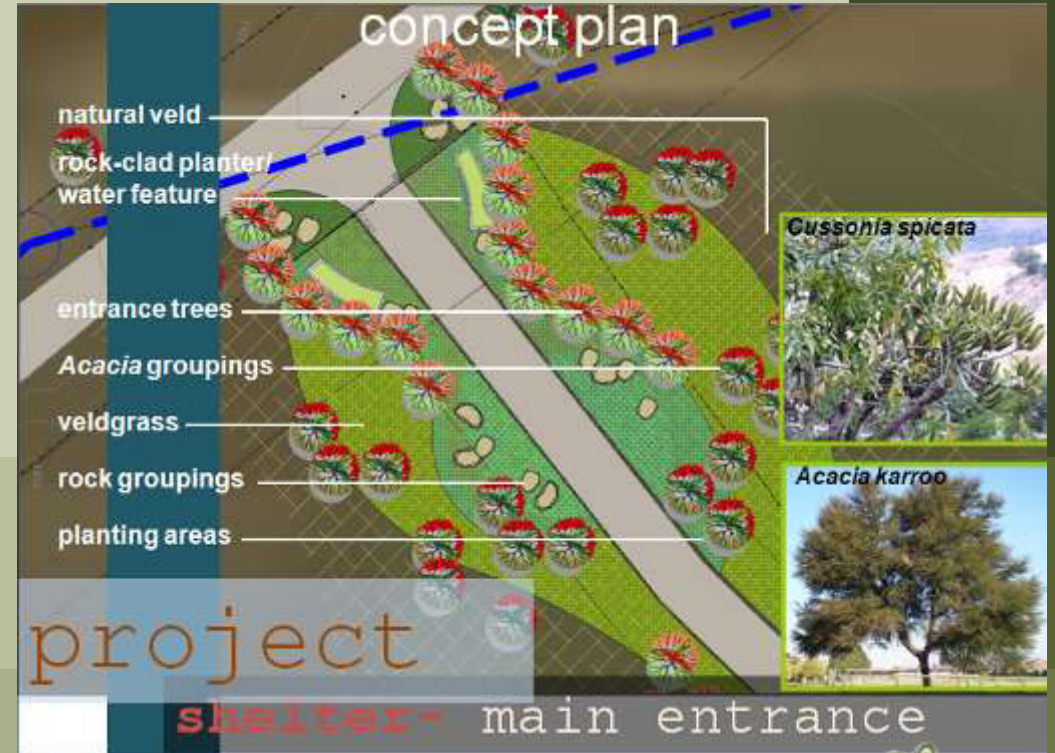 concept plan
natural veld
rock-clad planter/
water feature
entrance trees
Acacia groupings
veldgrass
rock groupings
planting areas
Cussonia spicata
Acacia karroo
project
shelter- main entrance